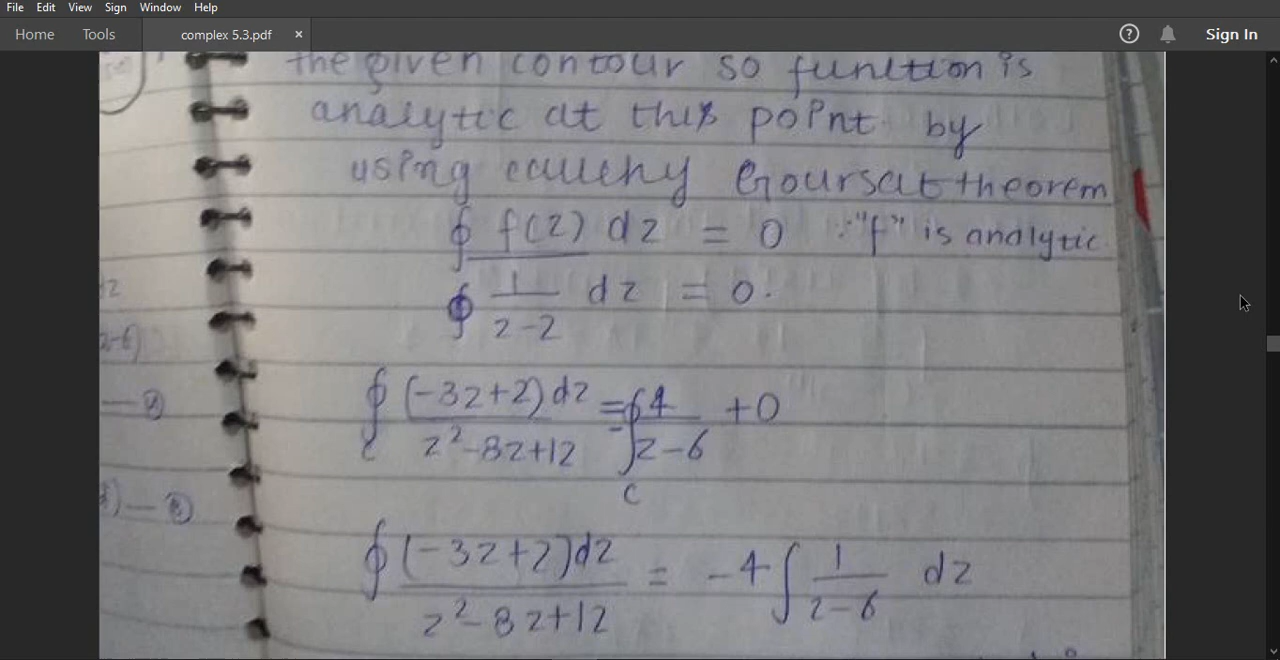 File Edit View Sign Window Help
Home Tools complex 5.3.pdf × ? Sign In
the given contour so function is
analytic at this point by
using cauchy Goursat theorem
∮ f(z) dz = 0 ∵ "f" is analytic
∮ 1/(z-2) dz = 0.
∮c (-3z+2)dz/(z²-8z+12) = -∮c 4/(z-6) + 0
∮ (-3z+2)dz/(z²-8z+12) = -4∫ 1/(z-6) dz